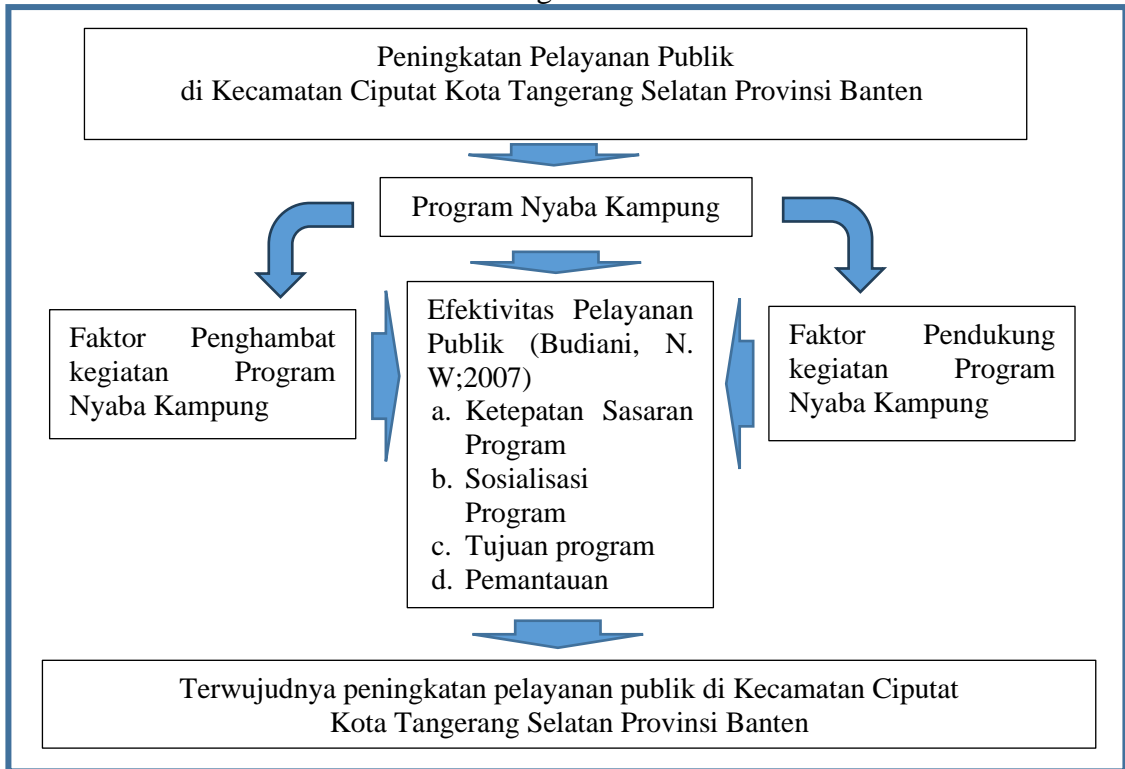 Peningkatan Pelayanan Publik
di Kecamatan Ciputat Kota Tangerang Selatan Provinsi Banten
Program Nyaba Kampung
Faktor Penghambat
kegiatan Program
Nyaba Kampung
Efektivitas Pelayanan
Publik (Budiani, N.
W;2007)
a. Ketepatan Sasaran
Program
b. Sosialisasi
Program
c. Tujuan program
d. Pemantauan
Faktor Pendukung
kegiatan Program
Nyaba Kampung
Terwujudnya peningkatan pelayanan publik di Kecamatan Ciputat
Kota Tangerang Selatan Provinsi Banten